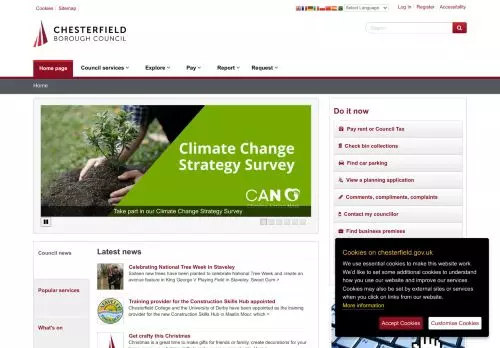 Cookies Sitemap
Select Language
Log in Register Accessibility
CHESTERFIELD
BOROUGH COUNCIL
Search
Home page Council services Explore Pay Report Request
Home
Climate Change
Strategy Survey
CAN
Take part in our Climate Change Strategy Survey
Do it now
Pay rent or Council Tax
Check bin collections
Find car parking
View a planning application
Comments, compliments, complaints
Contact my councillor
Find business premises
Council news
Popular services
What's on
Latest news
Celebrating National Tree Week in Staveley
Sixteen new trees have been planted to celebrate National Tree Week and create an
avenue feature in King George V Playing Field in Staveley. Sweet Gum
Training provider for the Construction Skills Hub appointed
Chesterfield College and the University of Derby have been appointed as the training
provider for the new Construction Skills Hub in Mastin Moor, which
Get crafty this Christmas
Christmas is a great time to make gifts for friends or family, create decorations for your
Cookies on chesterfield.gov.uk
We use essential cookies to make this website work.
We'd like to set some additional cookies to understand
how you use our website and improve our services
Cookies may also be set by external sites or services
when you click on links from our website.
More information
Accept Cookies Customise Cookies